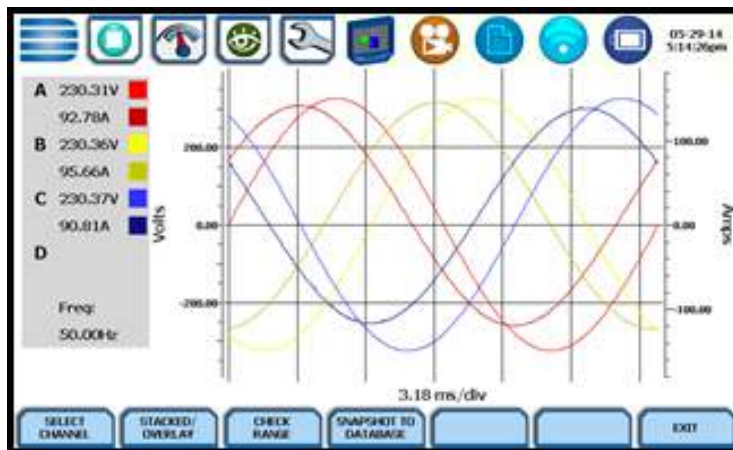 05-29-14
5:14:26pm
A 230.31V
92.78A
B 230.36V
95.66A
C 230.37V
90.81A
D
Freq:
50.00Hz
Volts
200.00
0.00
-200.00
Amps
100.00
0.00
-100.00
3.18 ms/div
SELECT
CHANNEL
STACKED/
OVERLAY
CHECK
RANGE
SNAPSHOT TO
DATABASE
EXIT